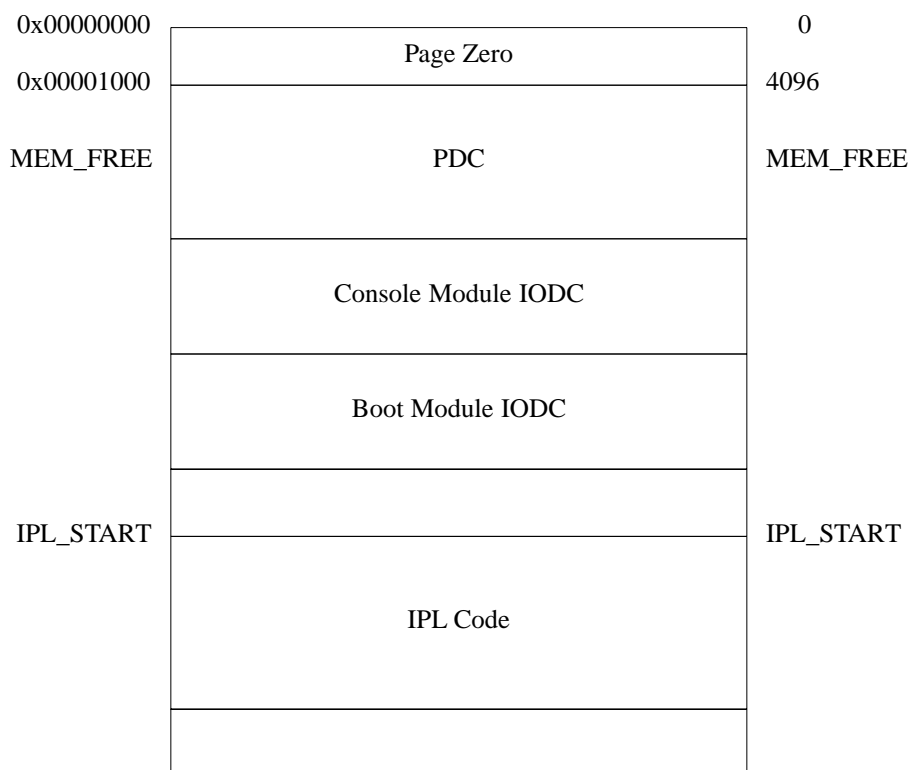 0x00000000 0
Page Zero
0x00001000 4096
MEM_FREE PDC MEM_FREE
Console Module IODC
Boot Module IODC
IPL_START IPL_START
IPL Code